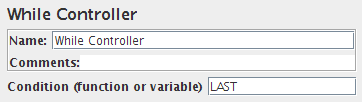 While Controller
Name: While Controller
Comments:
Condition (function or variable) LAST